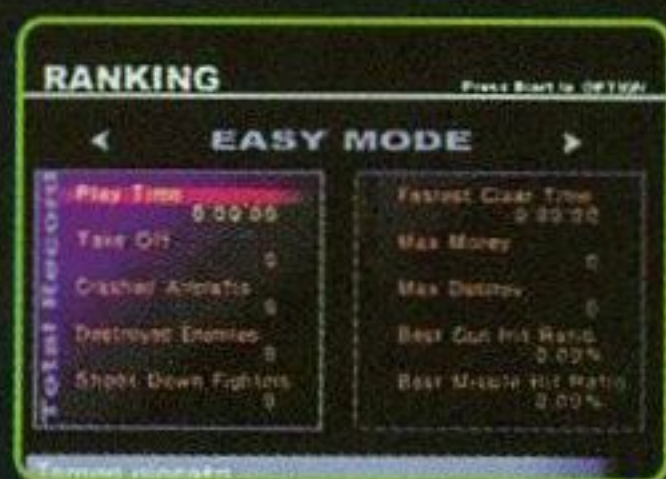 RANKING
Press Start to OPTION
EASY MODE
Total Record
Play Time
0:00'00
Take Off
0
Crashed Aircrafts
0
Destroyed Enemies
0
Shoot Down Fighters
0
Fastest Clear Time
0:00'00
Max Money
0
Max Destroy
0
Best Gun Hit Ratio
0.00%
Best Missile Hit Ratio
0.00%